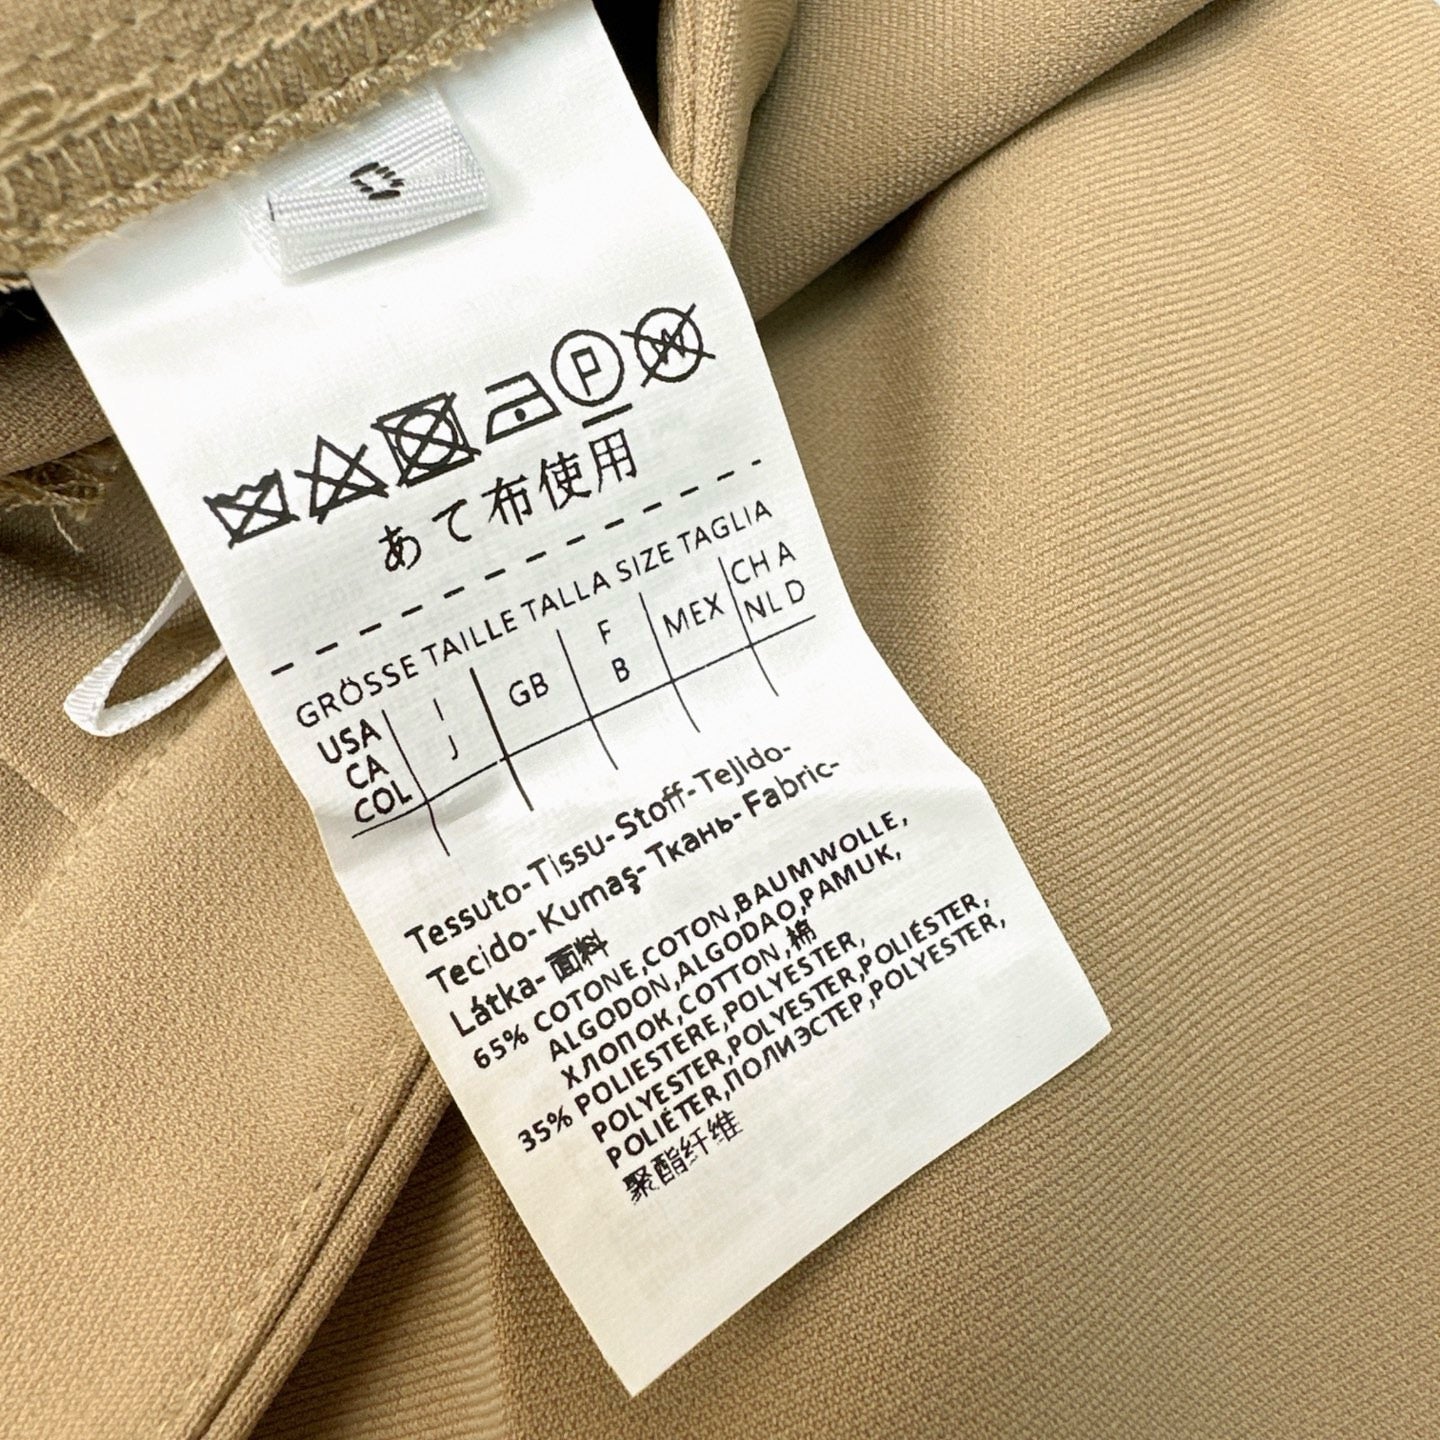 あて布使用
GRÖSSE TAILLE TALLA SIZE TAGLIA
USA CA COL
I J
GB
F B
MEX
CH A NL D
Tessuto-Tissu-Stoff-Tejido-
Tecido-Kumaş-Ткань-Fabric-
Látka-面料
65% COTONE,COTON,BAUMWOLLE,
ALGODON,ALGODAO,PAMUK,
ХЛОПОК,COTTON,棉
35% POLIESTERE,POLYESTER,
POLYESTER,POLYESTER,POLIÉSTER,
POLIÉTER,ПОЛИЭСТЕР,POLYESTER,
聚酯纤维